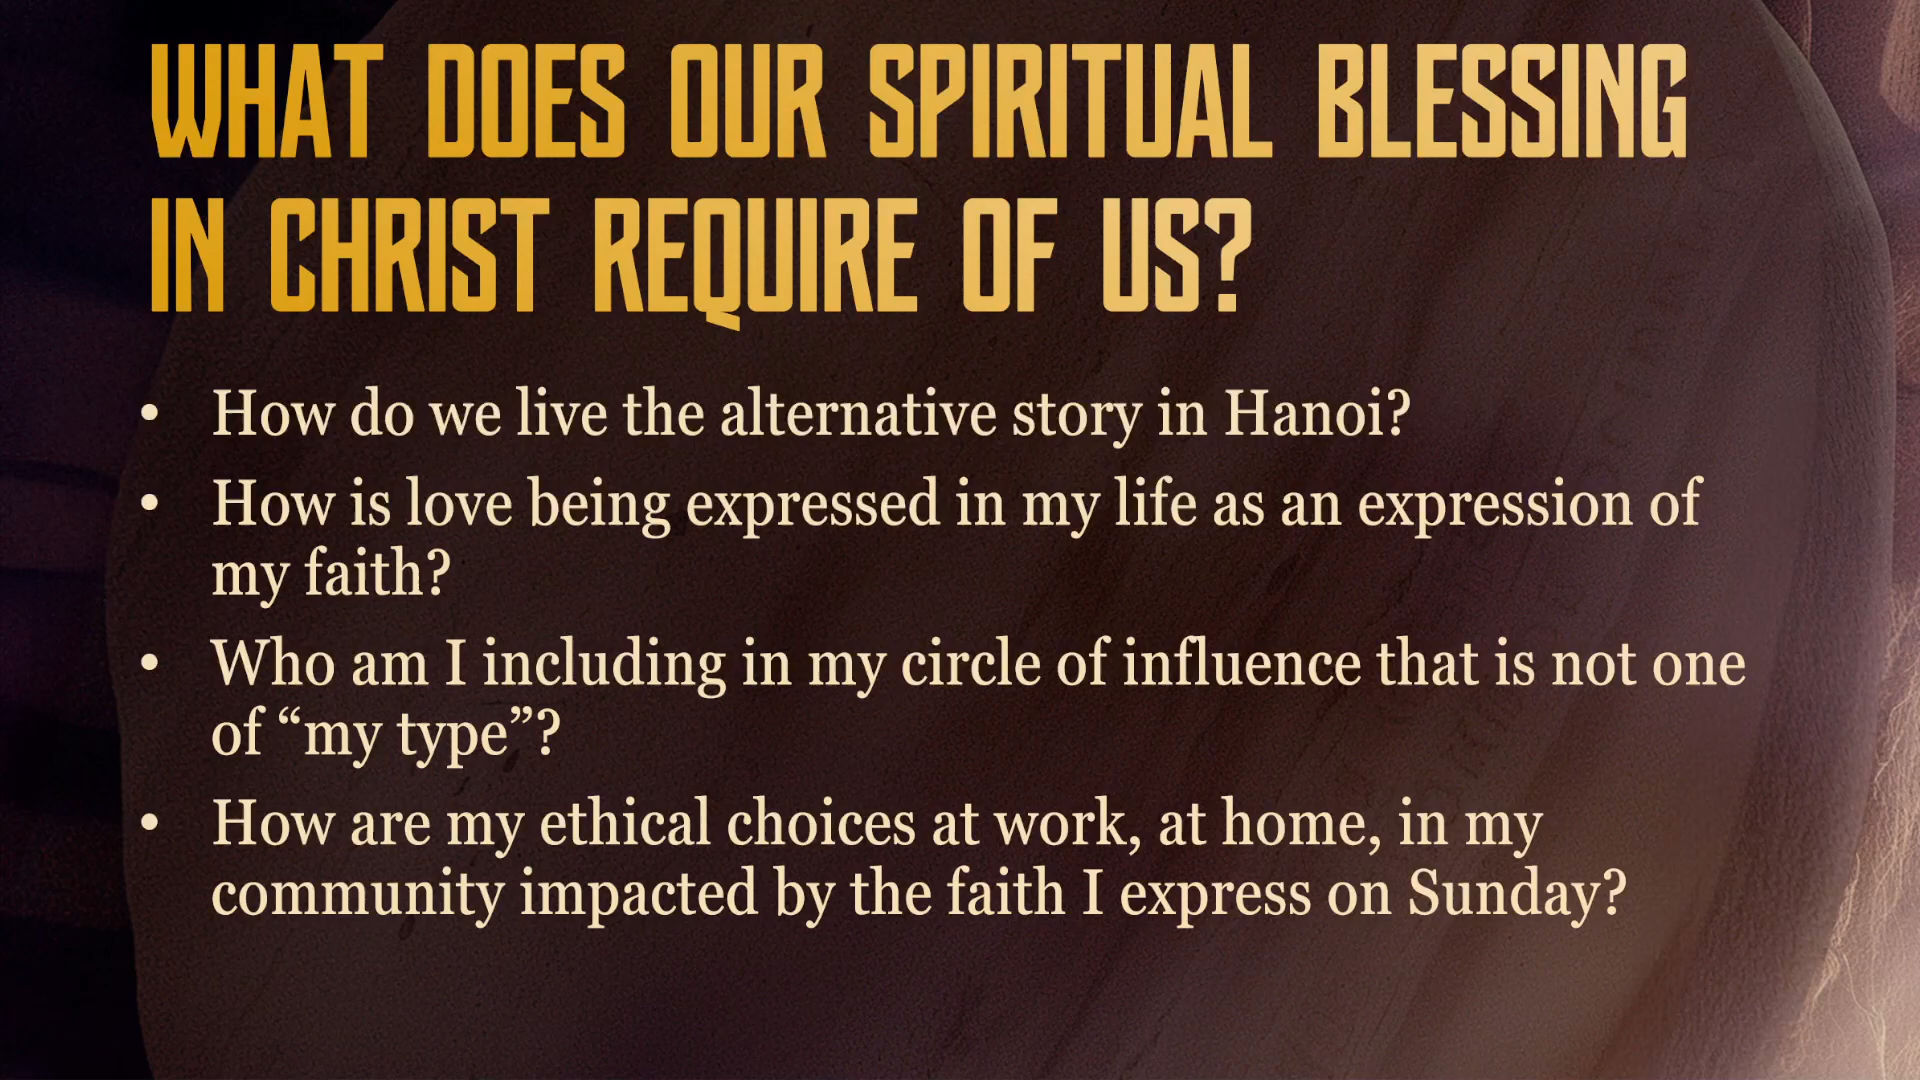 WHAT DOES OUR SPIRITUAL BLESSING
IN CHRIST REQUIRE OF US?
• How do we live the alternative story in Hanoi?
• How is love being expressed in my life as an expression of
my faith?
• Who am I including in my circle of influence that is not one
of “my type”?
• How are my ethical choices at work, at home, in my
community impacted by the faith I express on Sunday?